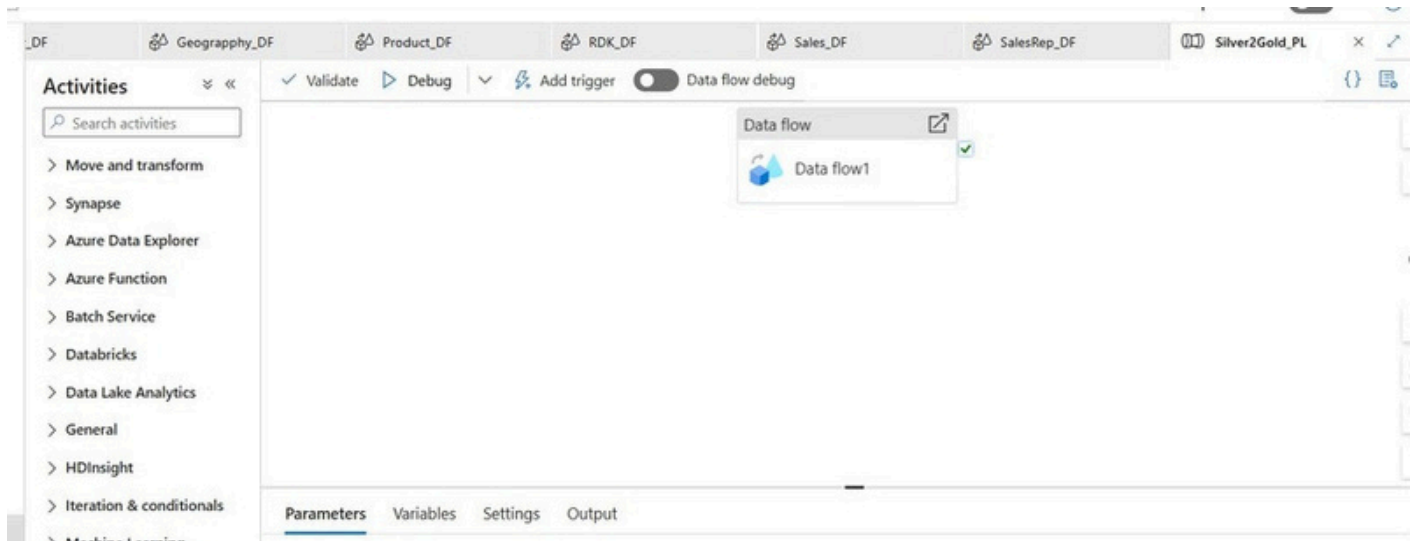 _DF
Geograpphy_DF
Product_DF
RDK_DF
Sales_DF
SalesRep_DF
Silver2Gold_PL
Activities
Validate
Debug
Add trigger
Data flow debug
{}
Search activities
Move and transform
Synapse
Azure Data Explorer
Azure Function
Batch Service
Databricks
Data Lake Analytics
General
HDInsight
Iteration & conditionals
Data flow
Data flow1
Parameters
Variables
Settings
Output